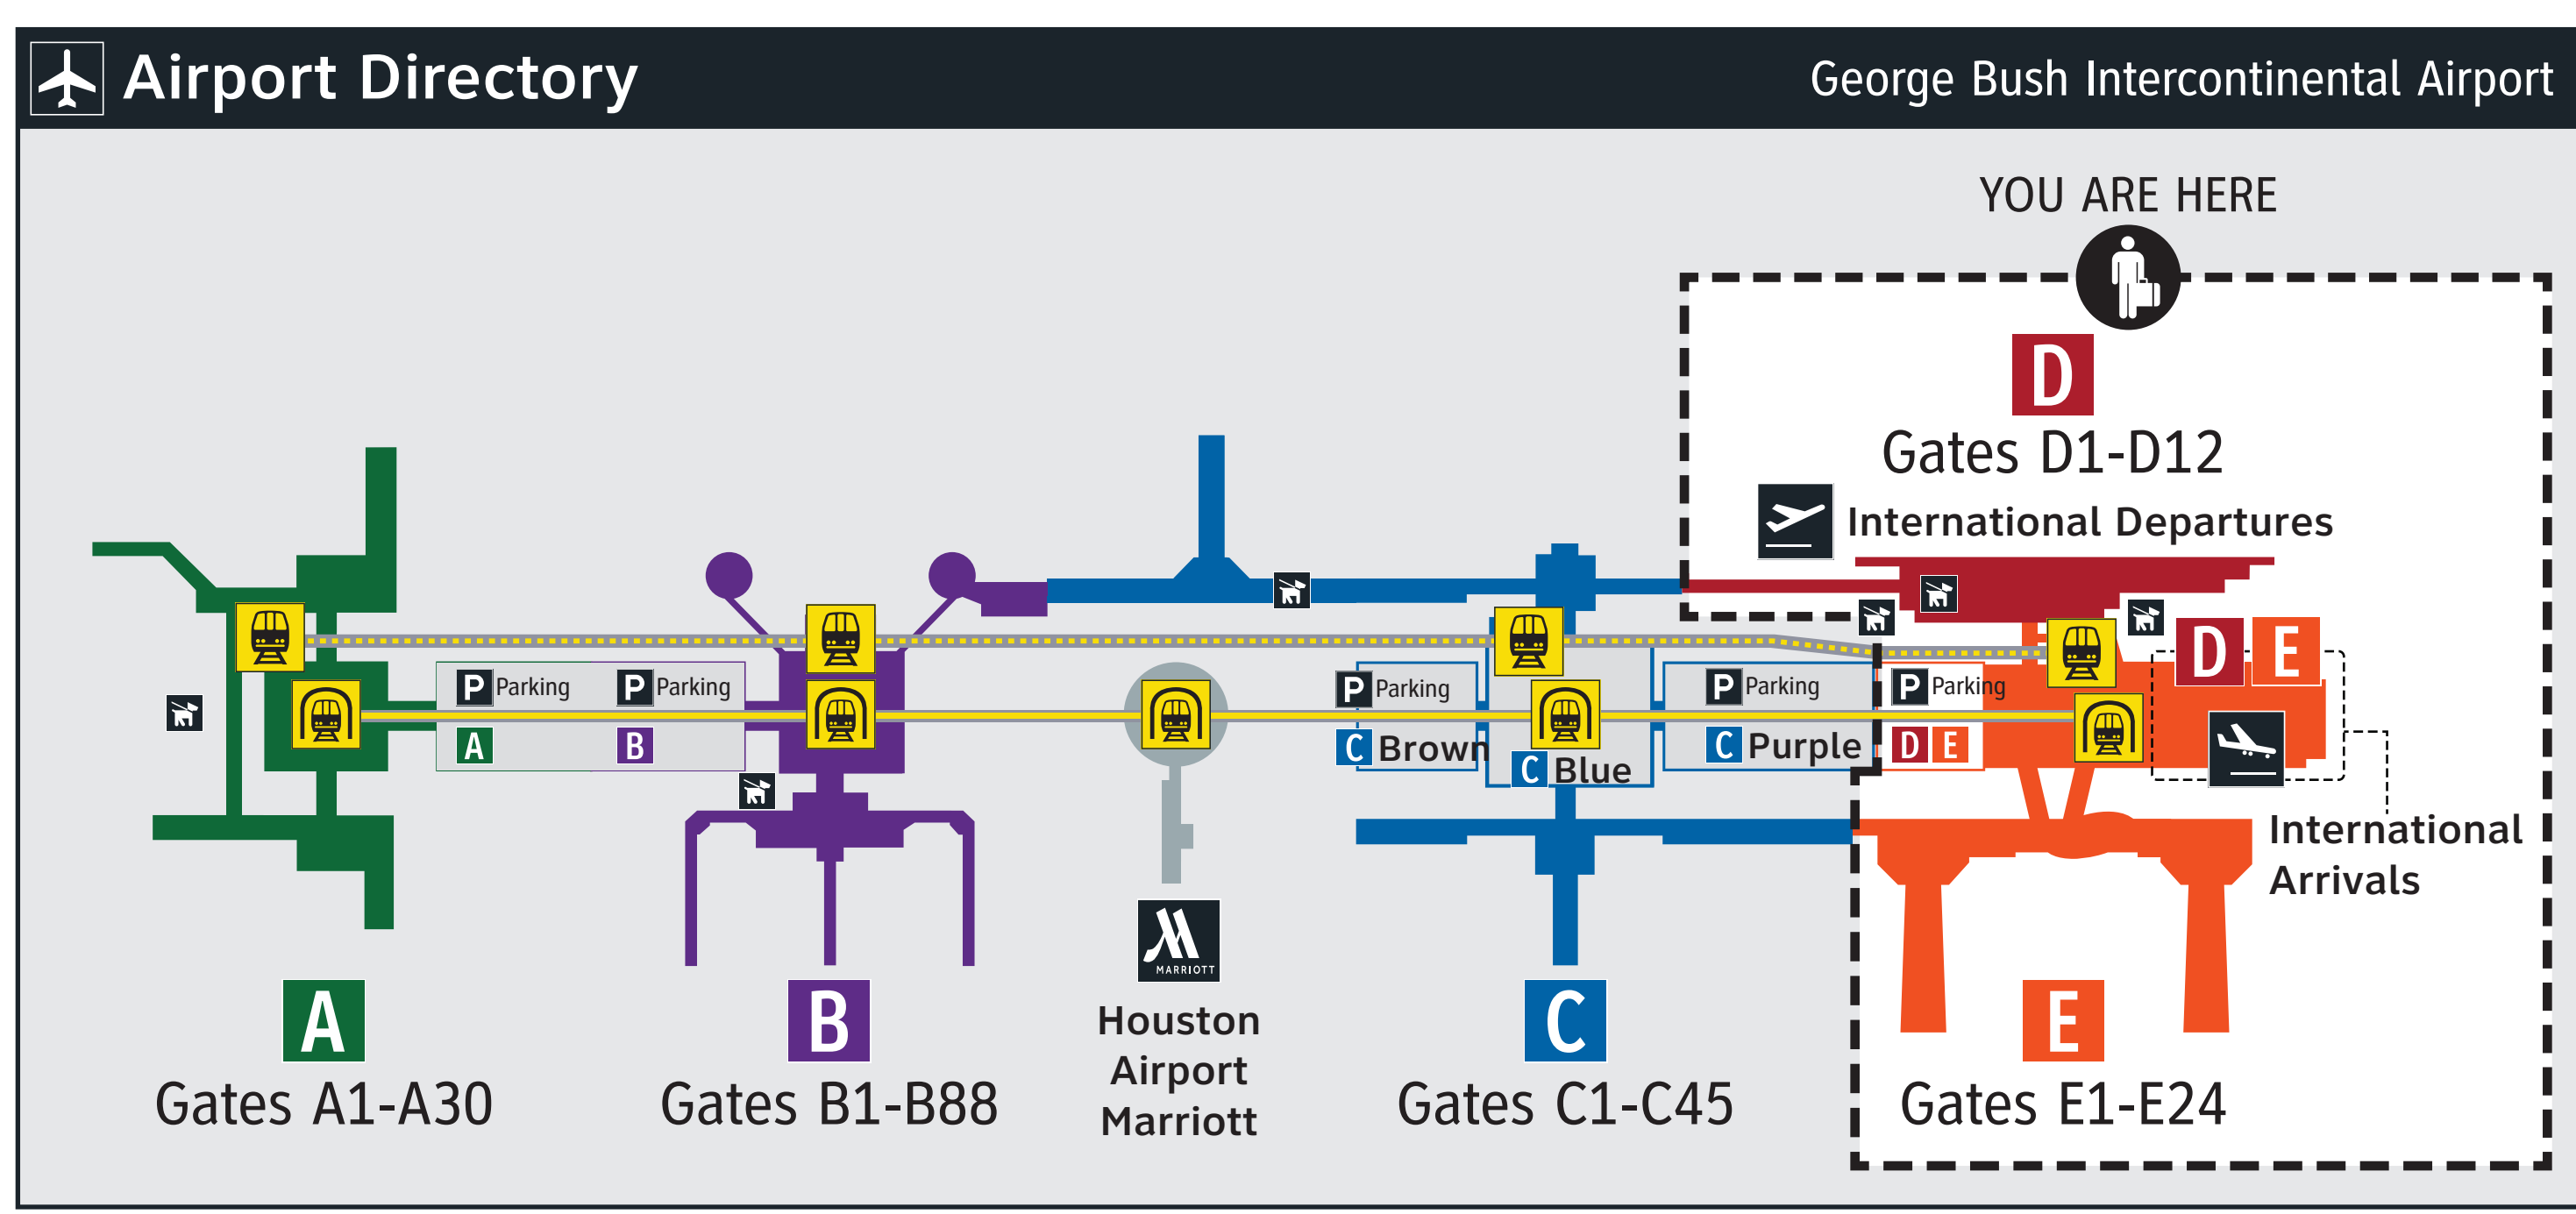 Airport Directory
George Bush Intercontinental Airport
YOU ARE HERE
D
Gates D1-D12
International Departures
D E
P Parking
P Parking
P Parking
P Parking
P Parking
A
B
C Brown
C Blue
C Purple
D E
International
Arrivals
MARRIOTT
Houston
Airport
Marriott
A
Gates A1-A30
B
Gates B1-B88
C
Gates C1-C45
E
Gates E1-E24